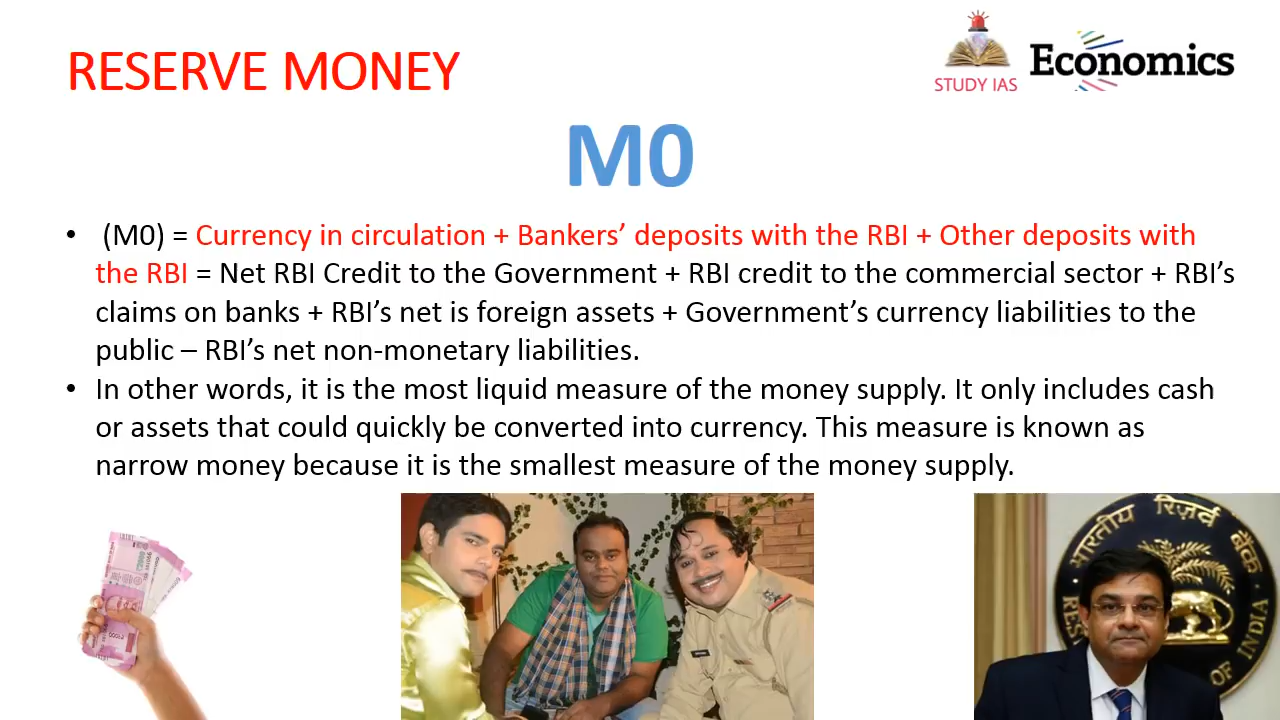 RESERVE MONEY
STUDY IAS
Economics
M0
• (M0) = Currency in circulation + Bankers’ deposits with the RBI + Other deposits with
the RBI = Net RBI Credit to the Government + RBI credit to the commercial sector + RBI’s
claims on banks + RBI’s net is foreign assets + Government’s currency liabilities to the
public – RBI’s net non-monetary liabilities.
• In other words, it is the most liquid measure of the money supply. It only includes cash
or assets that could quickly be converted into currency. This measure is known as
narrow money because it is the smallest measure of the money supply.
भारतीय रिज़र्व बैंक
RES
OF INDIA